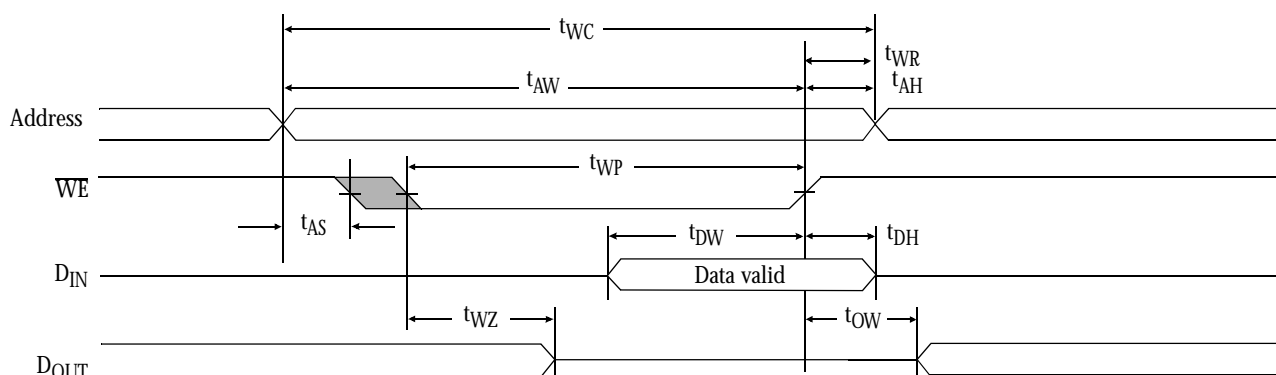 tWC
tWR
tAW
tAH
Address
tWP
WE
tAS
tDW
tDH
DIN
Data valid
tWZ
tOW
DOUT